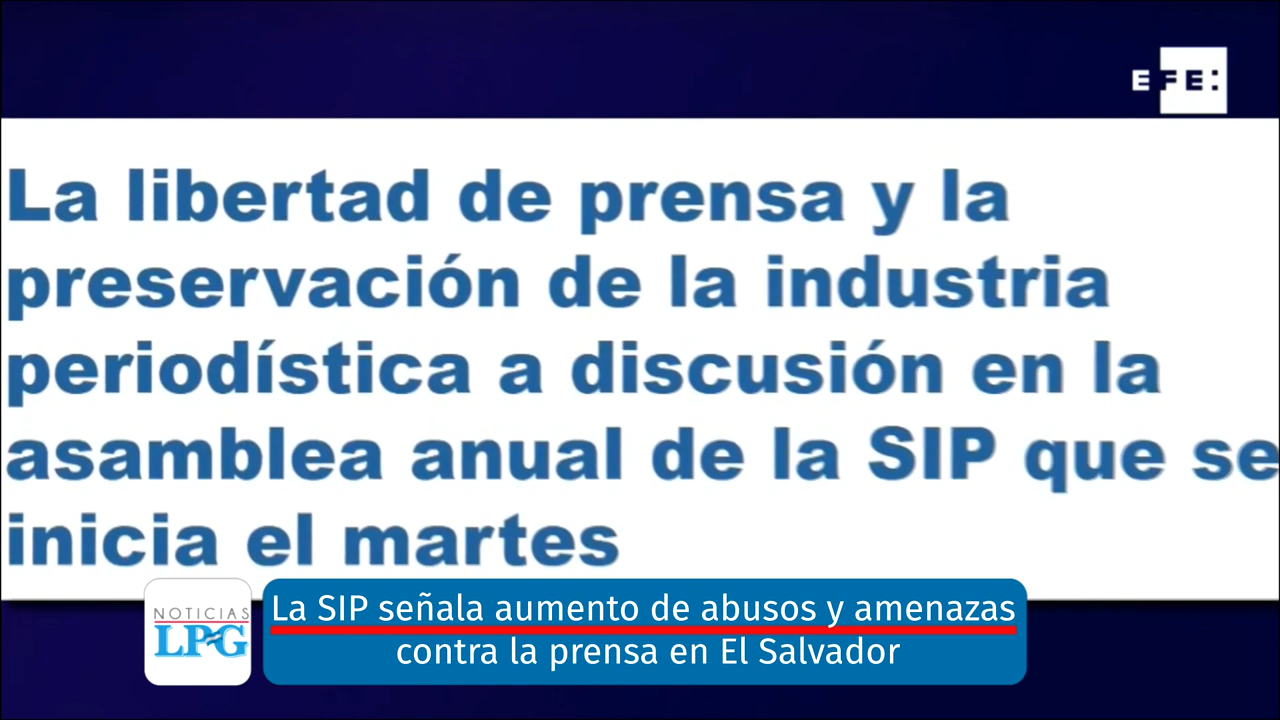 EFE:
La libertad de prensa y la
preservación de la industria
periodística a discusión en la
asamblea anual de la SIP que se
inicia el martes
NOTICIAS
LPG
La SIP señala aumento de abusos y amenazas
contra la prensa en El Salvador